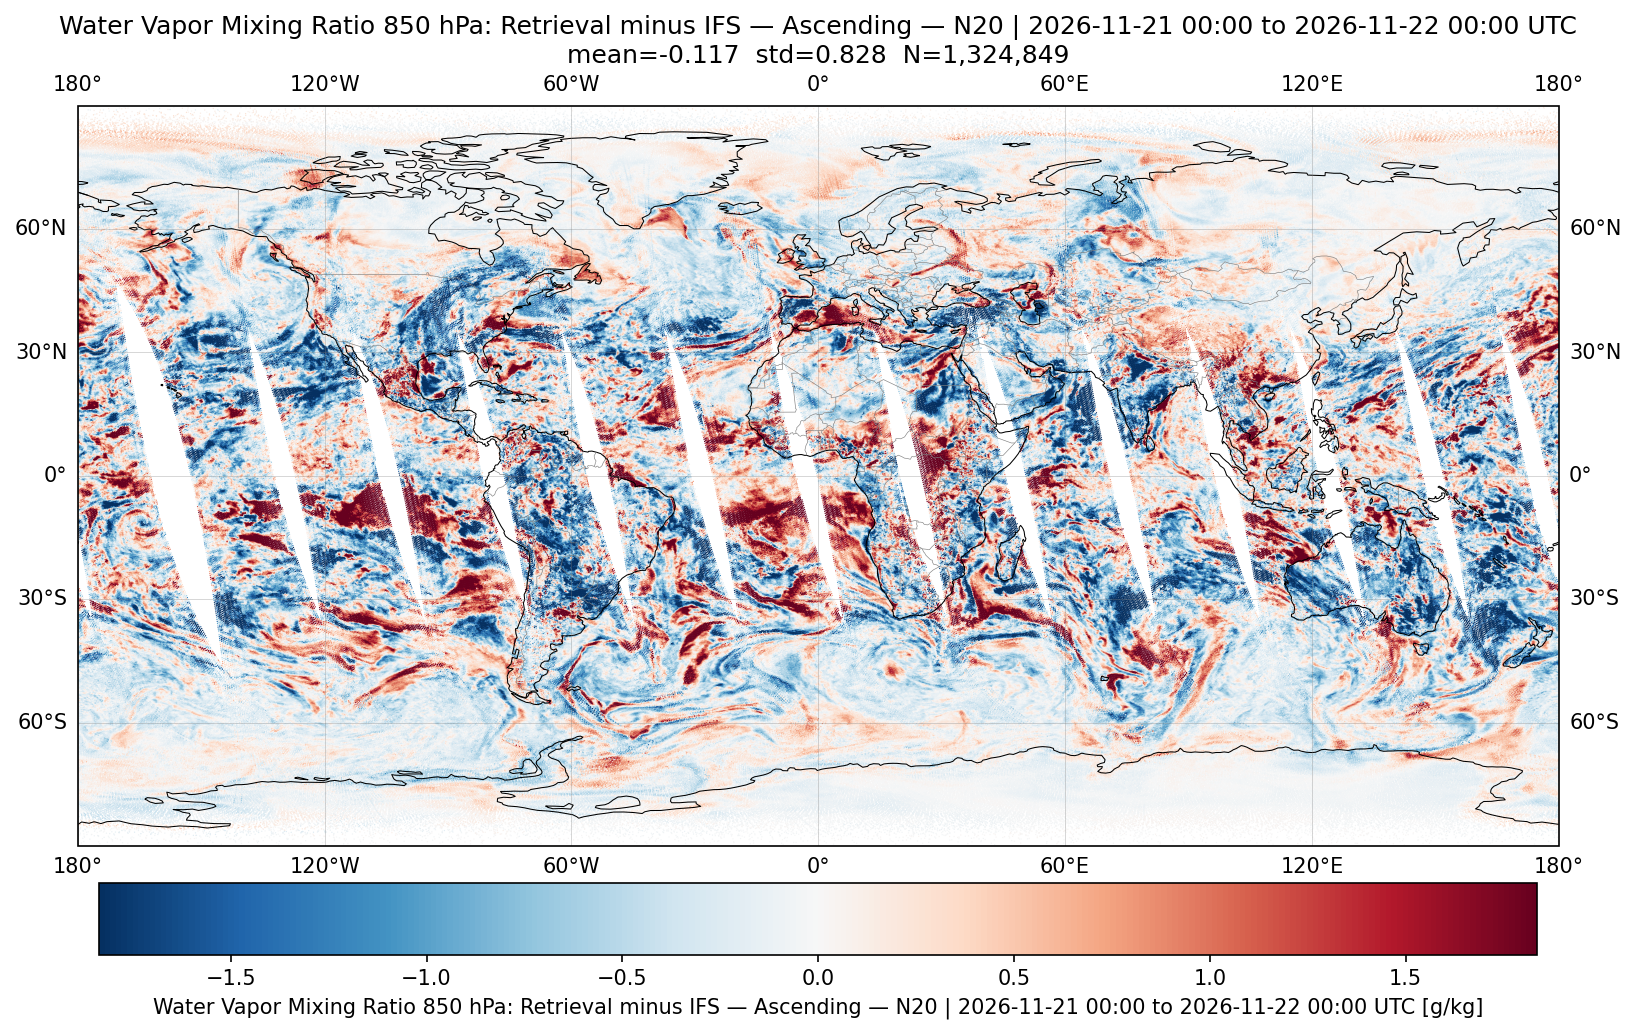 Water Vapor Mixing Ratio 850 hPa: Retrieval minus IFS — Ascending — N20 | 2026-11-21 00:00 to 2026-11-22 00:00 UTC
mean=-0.117  std=0.828  N=1,324,849
180° 120°W 60°W 0° 60°E 120°E 180°
60°N 60°N
30°N 30°N
0° 0°
30°S 30°S
60°S 60°S
180° 120°W 60°W 0° 60°E 120°E 180°
−1.5 −1.0 −0.5 0.0 0.5 1.0 1.5
Water Vapor Mixing Ratio 850 hPa: Retrieval minus IFS — Ascending — N20 | 2026-11-21 00:00 to 2026-11-22 00:00 UTC [g/kg]